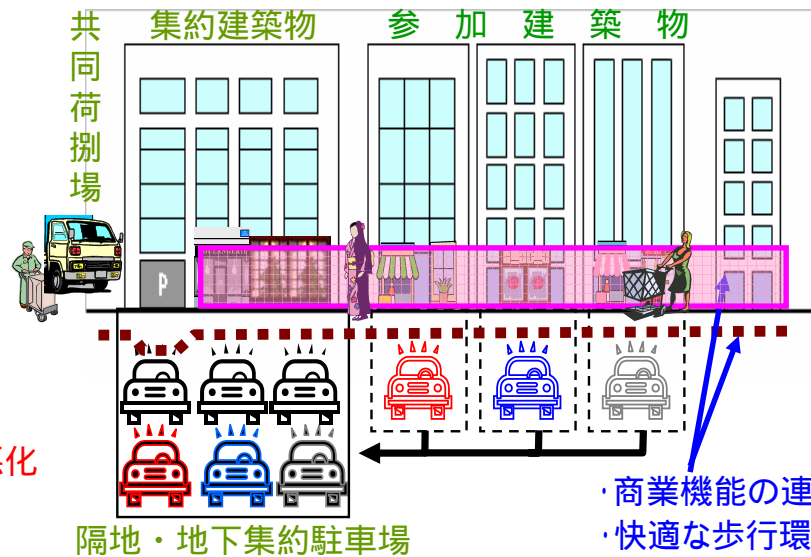 共同荷捌場
集約建築物
参加建築物
P
化
・商業機能の連
・快適な歩行環
隔地・地下集約駐車場